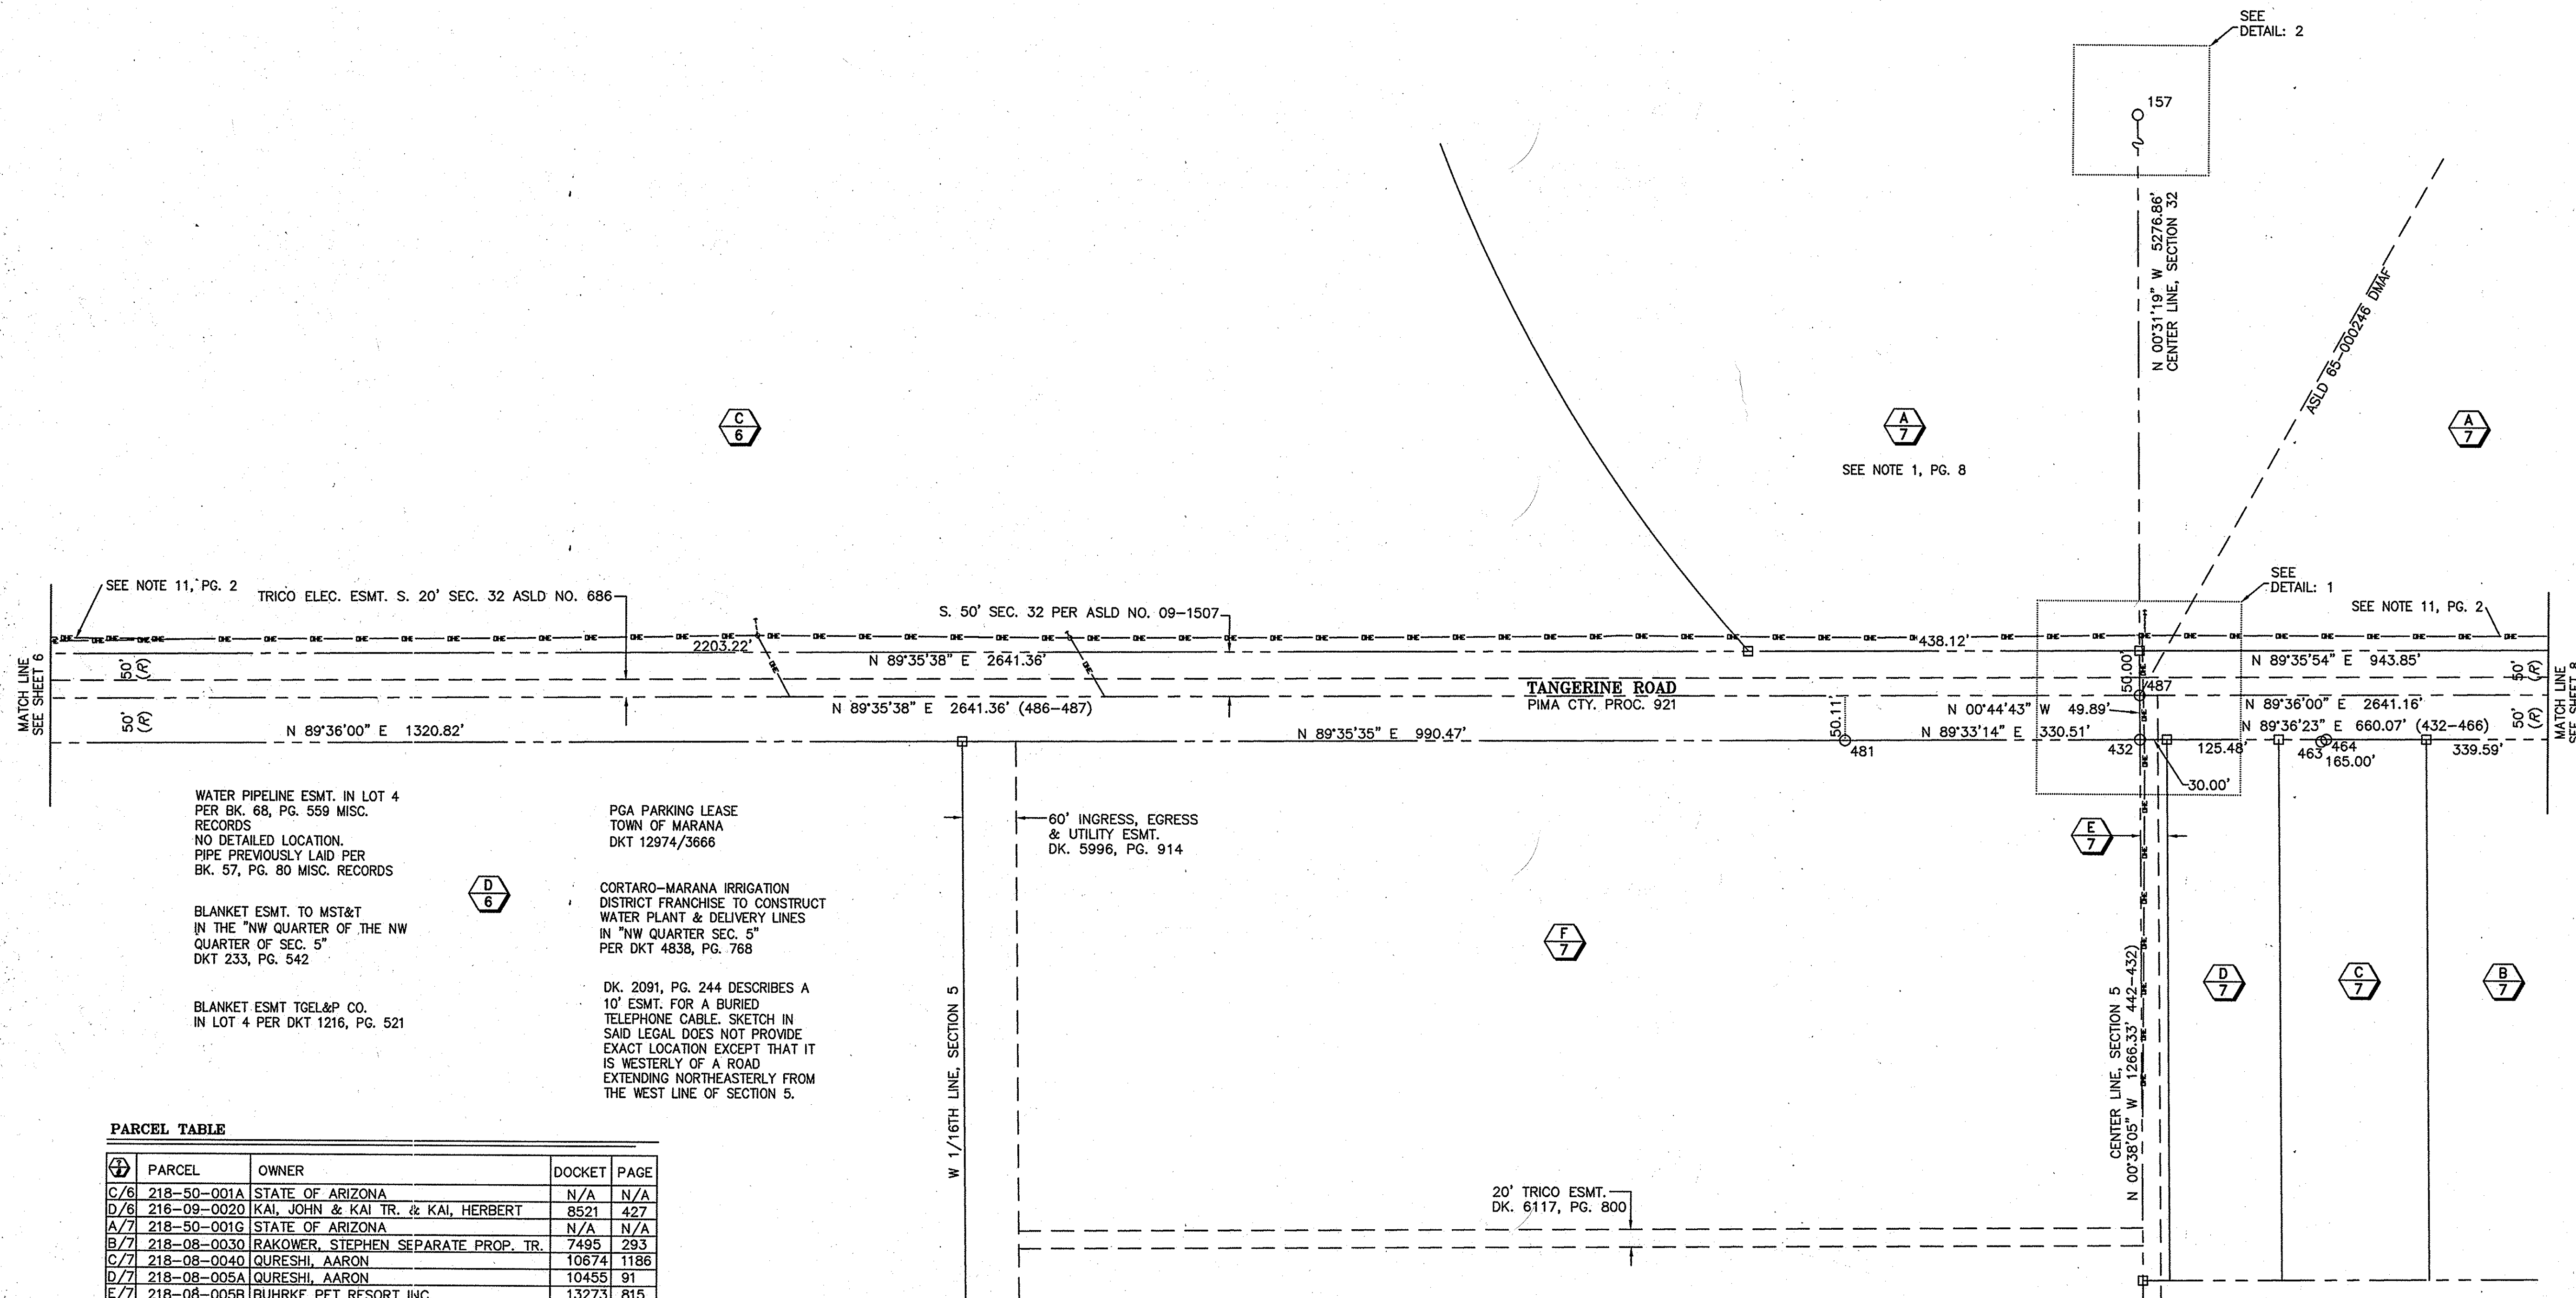 SEE
DETAIL: 2
157
N 00°31'19" W 5276.86'
CENTER LINE, SECTION 32
ASLD 65-000246 DMAF
C
6
A
7
A
7
SEE NOTE 1, PG. 8
SEE
DETAIL: 1
SEE NOTE 11, PG. 2
TRICO ELEC. ESMT. S. 20' SEC. 32 ASLD NO. 686
S. 50' SEC. 32 PER ASLD NO. 09-1507
SEE NOTE 11, PG. 2
MATCH LINE
SEE SHEET 6
50'
(R)
2203.22'
438.12'
N 89°35'38" E 2641.36'
N 89°35'54" E 943.85'
50'
(R)
MATCH LINE
SEE SHEET 8
50.00'
487
TANGERINE ROAD
PIMA CTY. PROC. 921
50'
(R)
N 89°35'38" E 2641.36' (486-487)
N 00°44'43" W 49.89'
N 89°36'00" E 2641.16'
50'
(R)
50.11'
N 89°36'00" E 1320.82'
N 89°35'35" E 990.47'
N 89°33'14" E 330.51'
N 89°36'23" E 660.07' (432-466)
481
432
125.48'
463
464
165.00'
339.59'
30.00'
WATER PIPELINE ESMT. IN LOT 4
PER BK. 68, PG. 559 MISC.
RECORDS
NO DETAILED LOCATION.
PIPE PREVIOUSLY LAID PER
BK. 57, PG. 80 MISC. RECORDS
BLANKET ESMT. TO MST&T
IN THE "NW QUARTER OF THE NW
QUARTER OF SEC. 5"
DKT 233, PG. 542
BLANKET ESMT TGEL&P CO.
IN LOT 4 PER DKT 1216, PG. 521
D
6
PGA PARKING LEASE
TOWN OF MARANA
DKT 12974/3666
CORTARO-MARANA IRRIGATION
DISTRICT FRANCHISE TO CONSTRUCT
WATER PLANT & DELIVERY LINES
IN "NW QUARTER SEC. 5"
PER DKT 4838, PG. 768
DK. 2091, PG. 244 DESCRIBES A
10' ESMT. FOR A BURIED
TELEPHONE CABLE. SKETCH IN
SAID LEGAL DOES NOT PROVIDE
EXACT LOCATION EXCEPT THAT IT
IS WESTERLY OF A ROAD
EXTENDING NORTHEASTERLY FROM
THE WEST LINE OF SECTION 5.
60' INGRESS, EGRESS
& UTILITY ESMT.
DK. 5996, PG. 914
W 1/16TH LINE, SECTION 5
E
7
F
7
CENTER LINE, SECTION 5
N 00°38'05" W 1266.33' 442-432)
D
7
C
7
B
7
20' TRICO ESMT.
DK. 6117, PG. 800
PARCEL TABLE
PARCEL OWNER DOCKET PAGE
C/6 218-50-001A STATE OF ARIZONA N/A N/A
D/6 216-09-0020 KAI, JOHN & KAI TR. & KAI, HERBERT 8521 427
A/7 218-50-001G STATE OF ARIZONA N/A N/A
B/7 218-08-0030 RAKOWER, STEPHEN SEPARATE PROP. TR. 7495 293
C/7 218-08-0040 QURESHI, AARON 10674 1186
D/7 218-08-005A QURESHI, AARON 10455 91
E/7 218-08-005B BUHRKE PET RESORT INC 13273 815